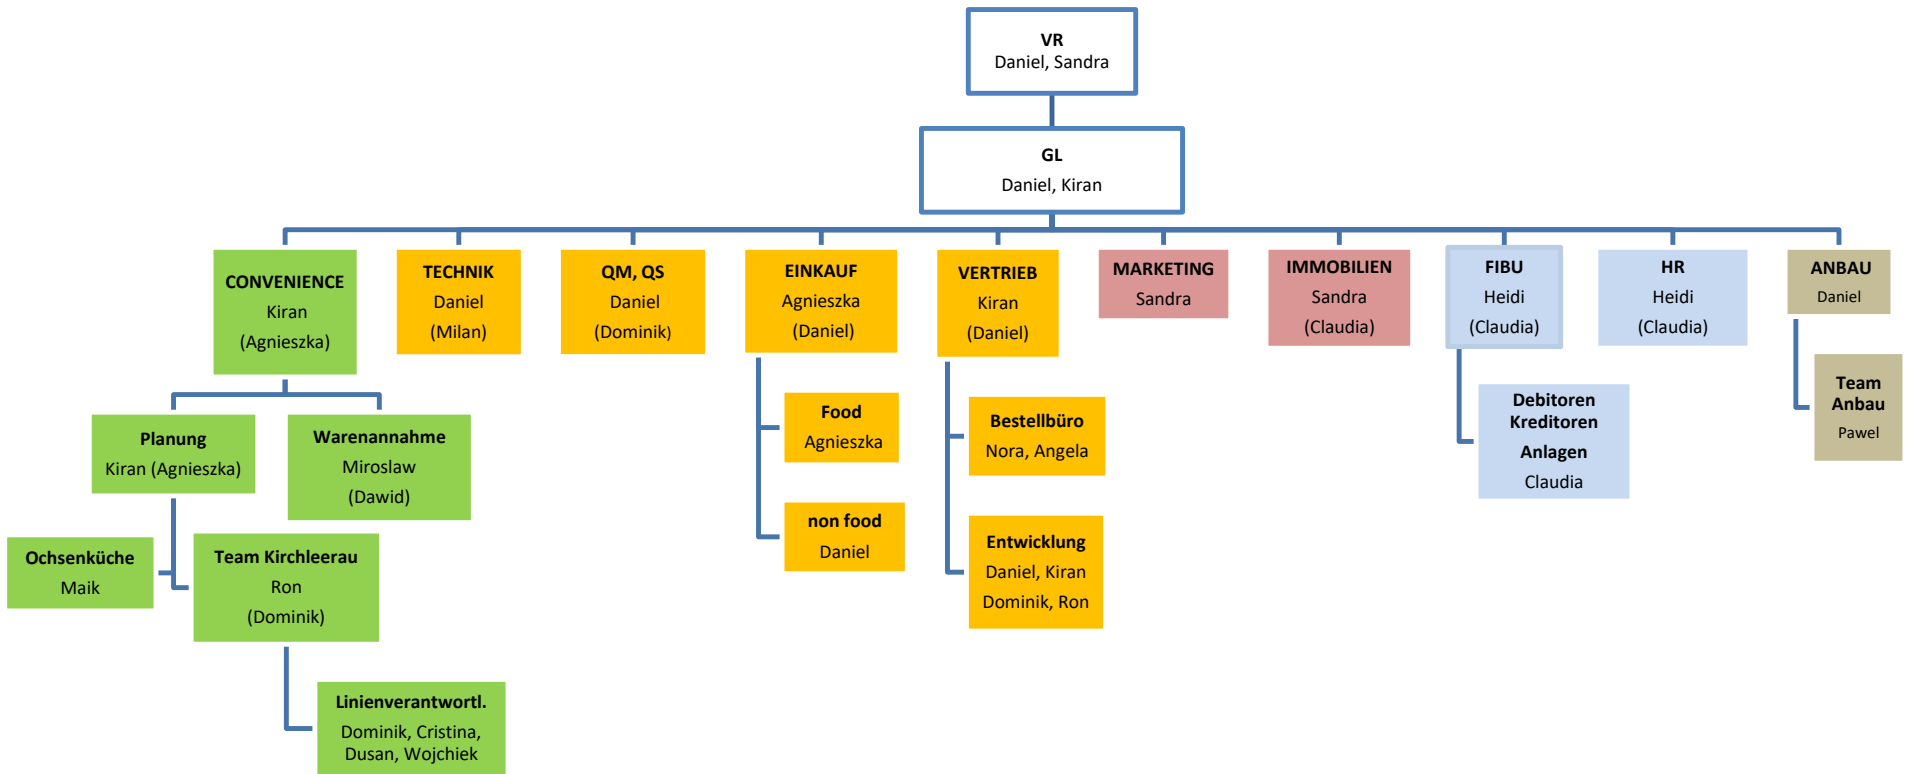 VR
Daniel, Sandra
GL
Daniel, Kiran
CONVENIENCE
Kiran
(Agnieszka)
TECHNIK
Daniel
(Milan)
QM, QS
Daniel
(Dominik)
EINKAUF
Agnieszka
(Daniel)
VERTRIEB
Kiran
(Daniel)
MARKETING
Sandra
IMMOBILIEN
Sandra
(Claudia)
FIBU
Heidi
(Claudia)
HR
Heidi
(Claudia)
ANBAU
Daniel
Planung
Kiran (Agnieszka)
Warenannahme
Miroslaw
(Dawid)
Food
Agnieszka
Bestellbüro
Nora, Angela
Debitoren
Kreditoren
Anlagen
Claudia
Team
Anbau
Pawel
Ochsenküche
Maik
Team Kirchleerau
Ron
(Dominik)
non food
Daniel
Entwicklung
Daniel, Kiran
Dominik, Ron
Linienverantwortl.
Dominik, Cristina,
Dusan, Wojchiek